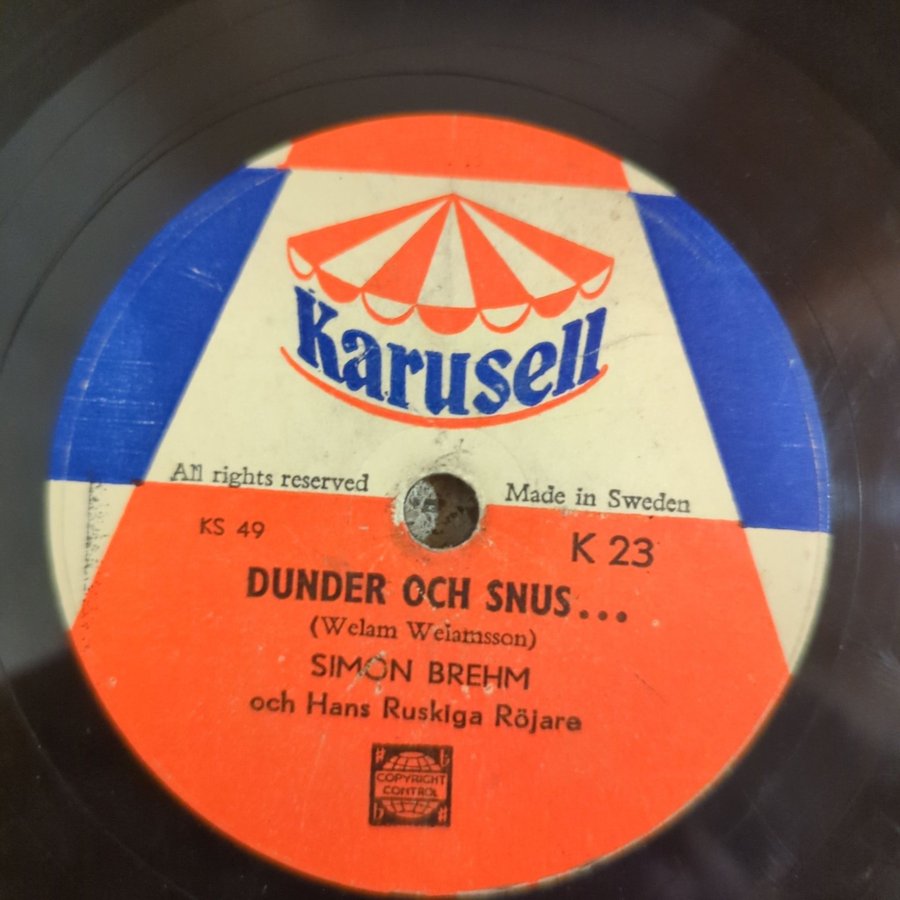 Karusell
All rights reserved
Made in Sweden
KS 49
K 23
DUNDER OCH SNUS...
(Welam Welamsson)
SIMON BREHM
och Hans Ruskiga Röjare
COPYRIGHT
CONTROL